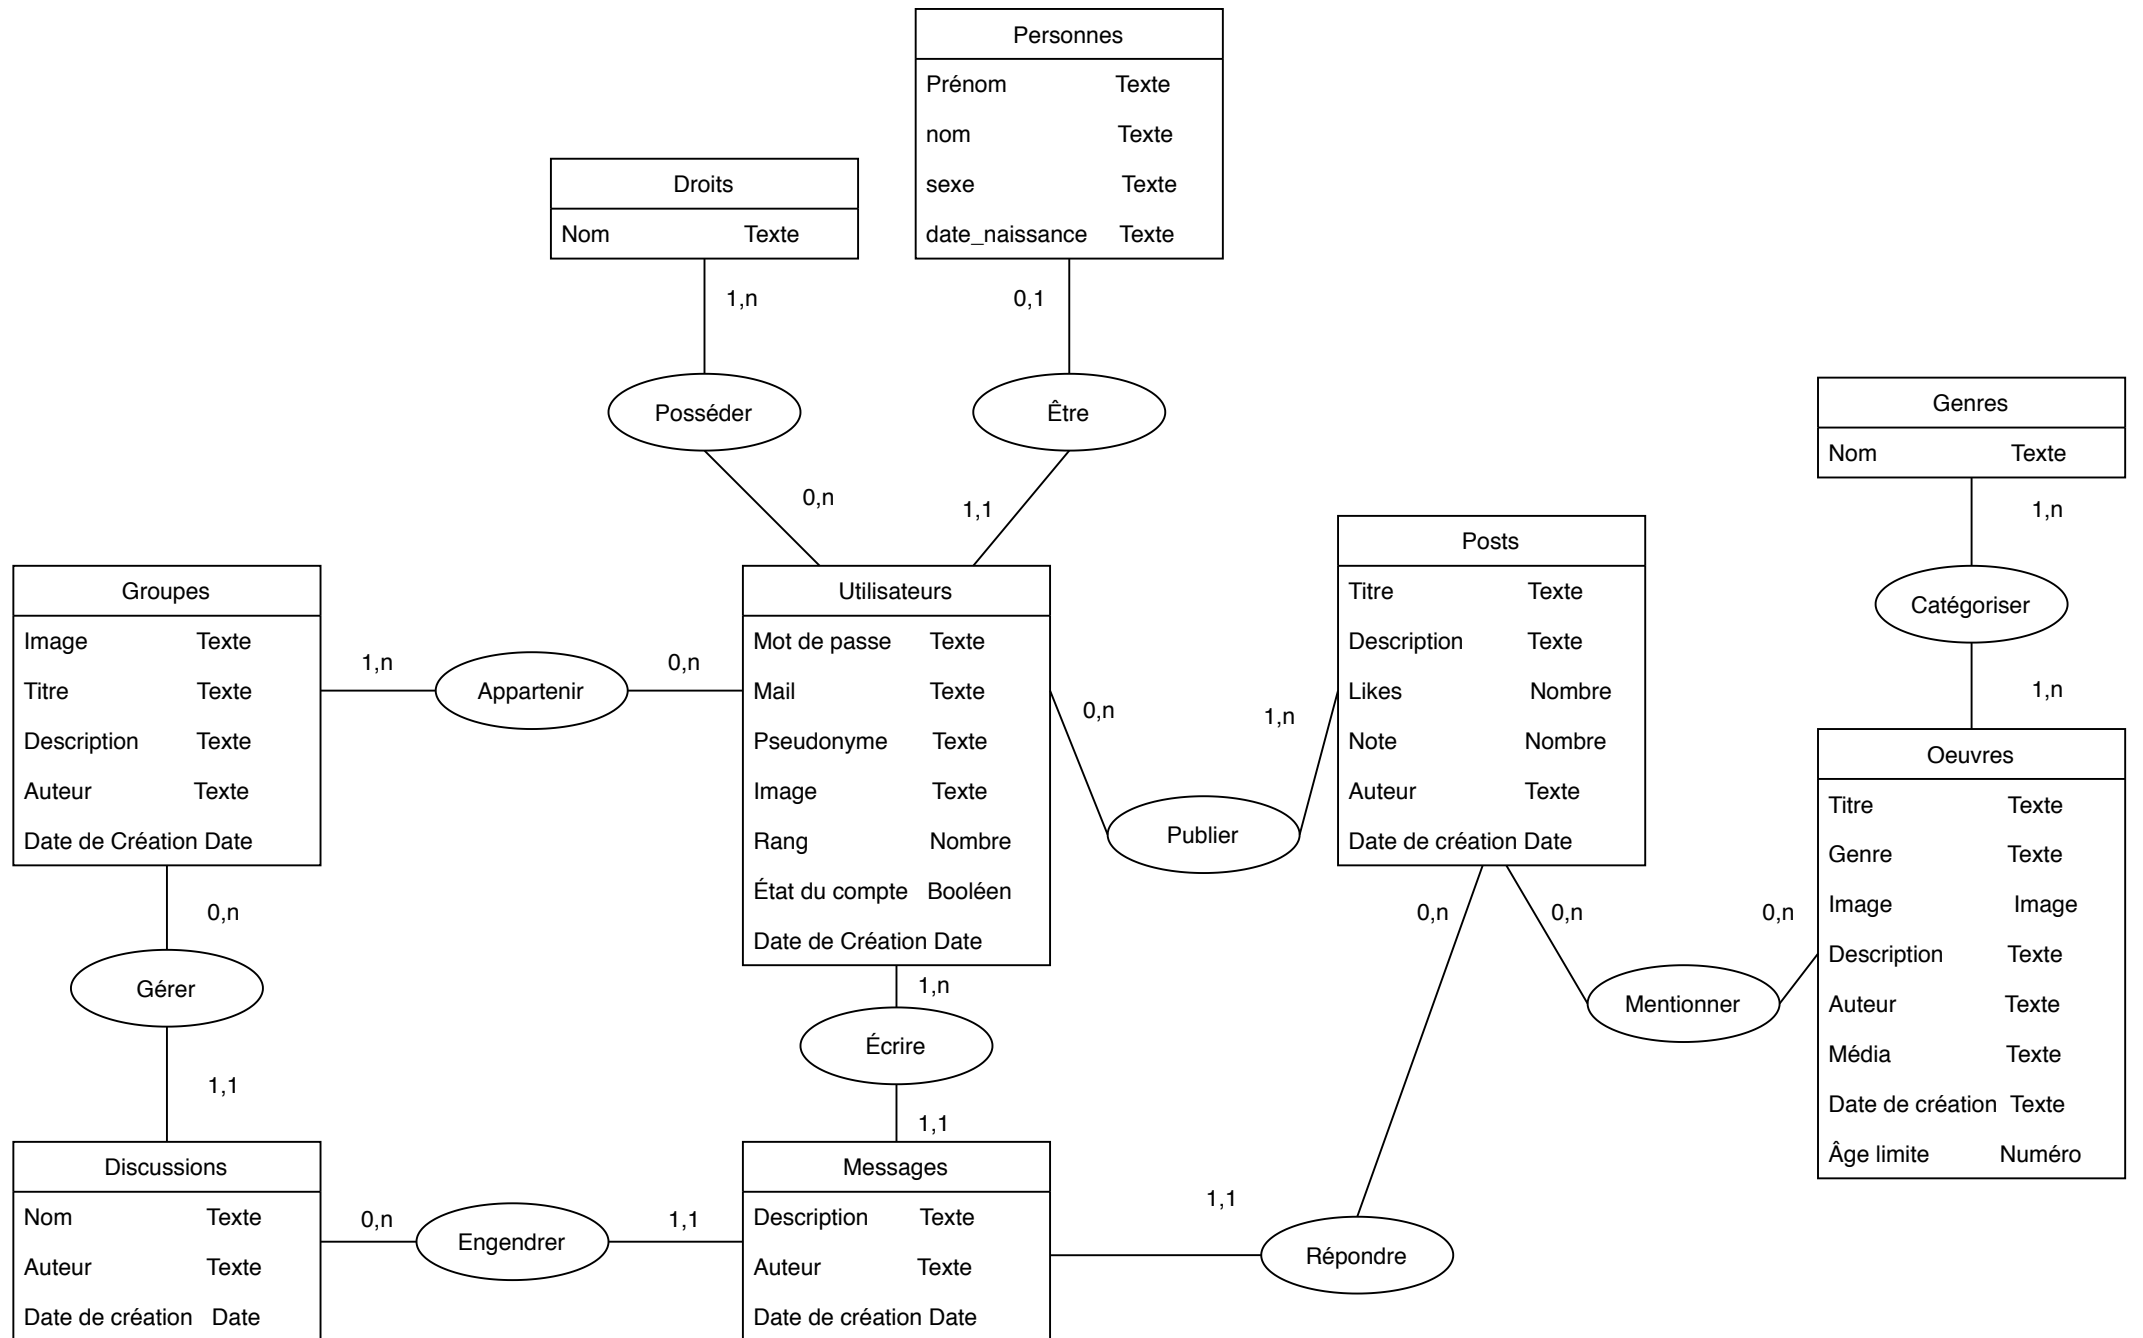 Personnes
Prénom Texte
nom Texte
sexe Texte
date_naissance Texte
Droits
Nom Texte
1,n
0,1
Posséder
Être
0,n
1,1
Genres
Nom Texte
1,n
Catégoriser
1,n
Groupes
Image Texte
Titre Texte
Description Texte
Auteur Texte
Date de Création Date
1,n
Appartenir
0,n
Utilisateurs
Mot de passe Texte
Mail Texte
Pseudonyme Texte
Image Texte
Rang Nombre
État du compte Booléen
Date de Création Date
0,n
Publier
1,n
Posts
Titre Texte
Description Texte
Likes Nombre
Note Nombre
Auteur Texte
Date de création Date
Oeuvres
Titre Texte
Genre Texte
Image Image
Description Texte
Auteur Texte
Média Texte
Date de création Texte
Âge limite Numéro
0,n
0,n
0,n
Mentionner
0,n
Gérer
1,1
1,n
Écrire
1,1
Discussions
Nom Texte
Auteur Texte
Date de création Date
0,n
Engendrer
1,1
Messages
Description Texte
Auteur Texte
Date de création Date
1,1
Répondre